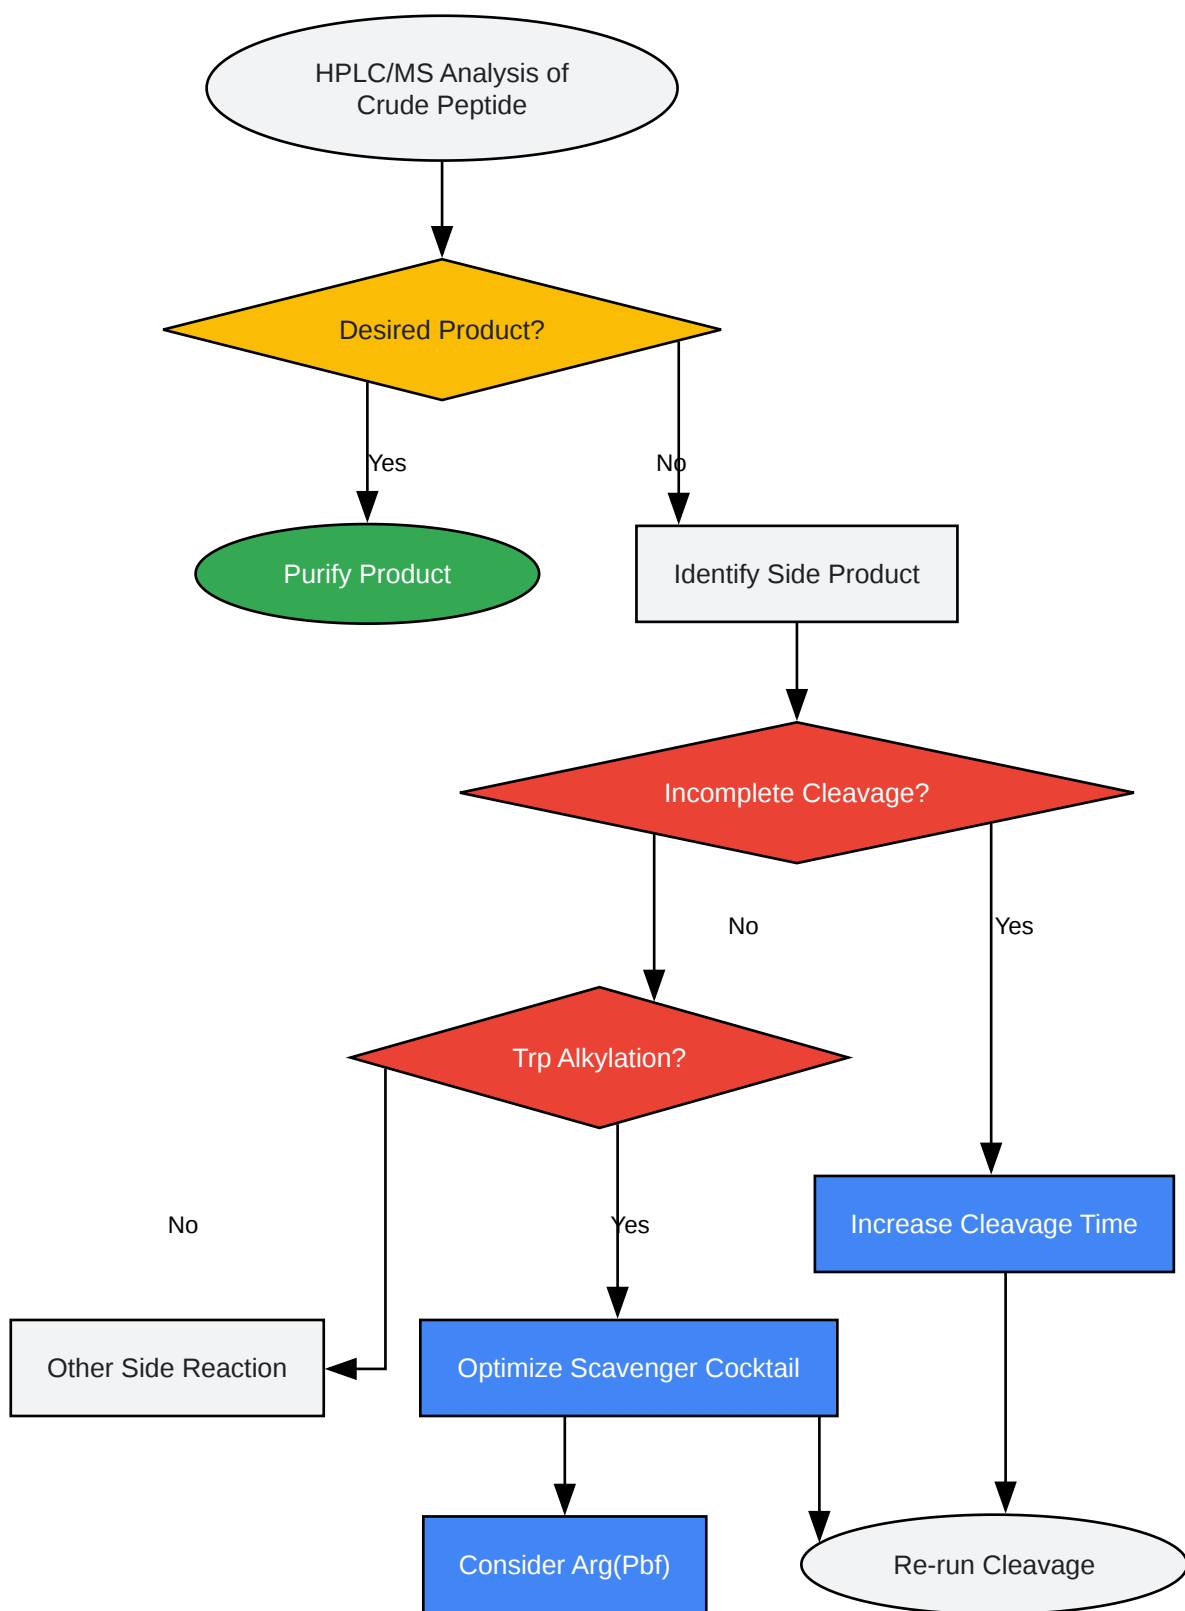 HPLC/MS Analysis of
Crude Peptide
Desired Product?
Yes
No
Purify Product
Identify Side Product
Incomplete Cleavage?
No
Yes
Trp Alkylation?
No
Yes
Increase Cleavage Time
Other Side Reaction
Optimize Scavenger Cocktail
Consider Arg(Pbf)
Re-run Cleavage